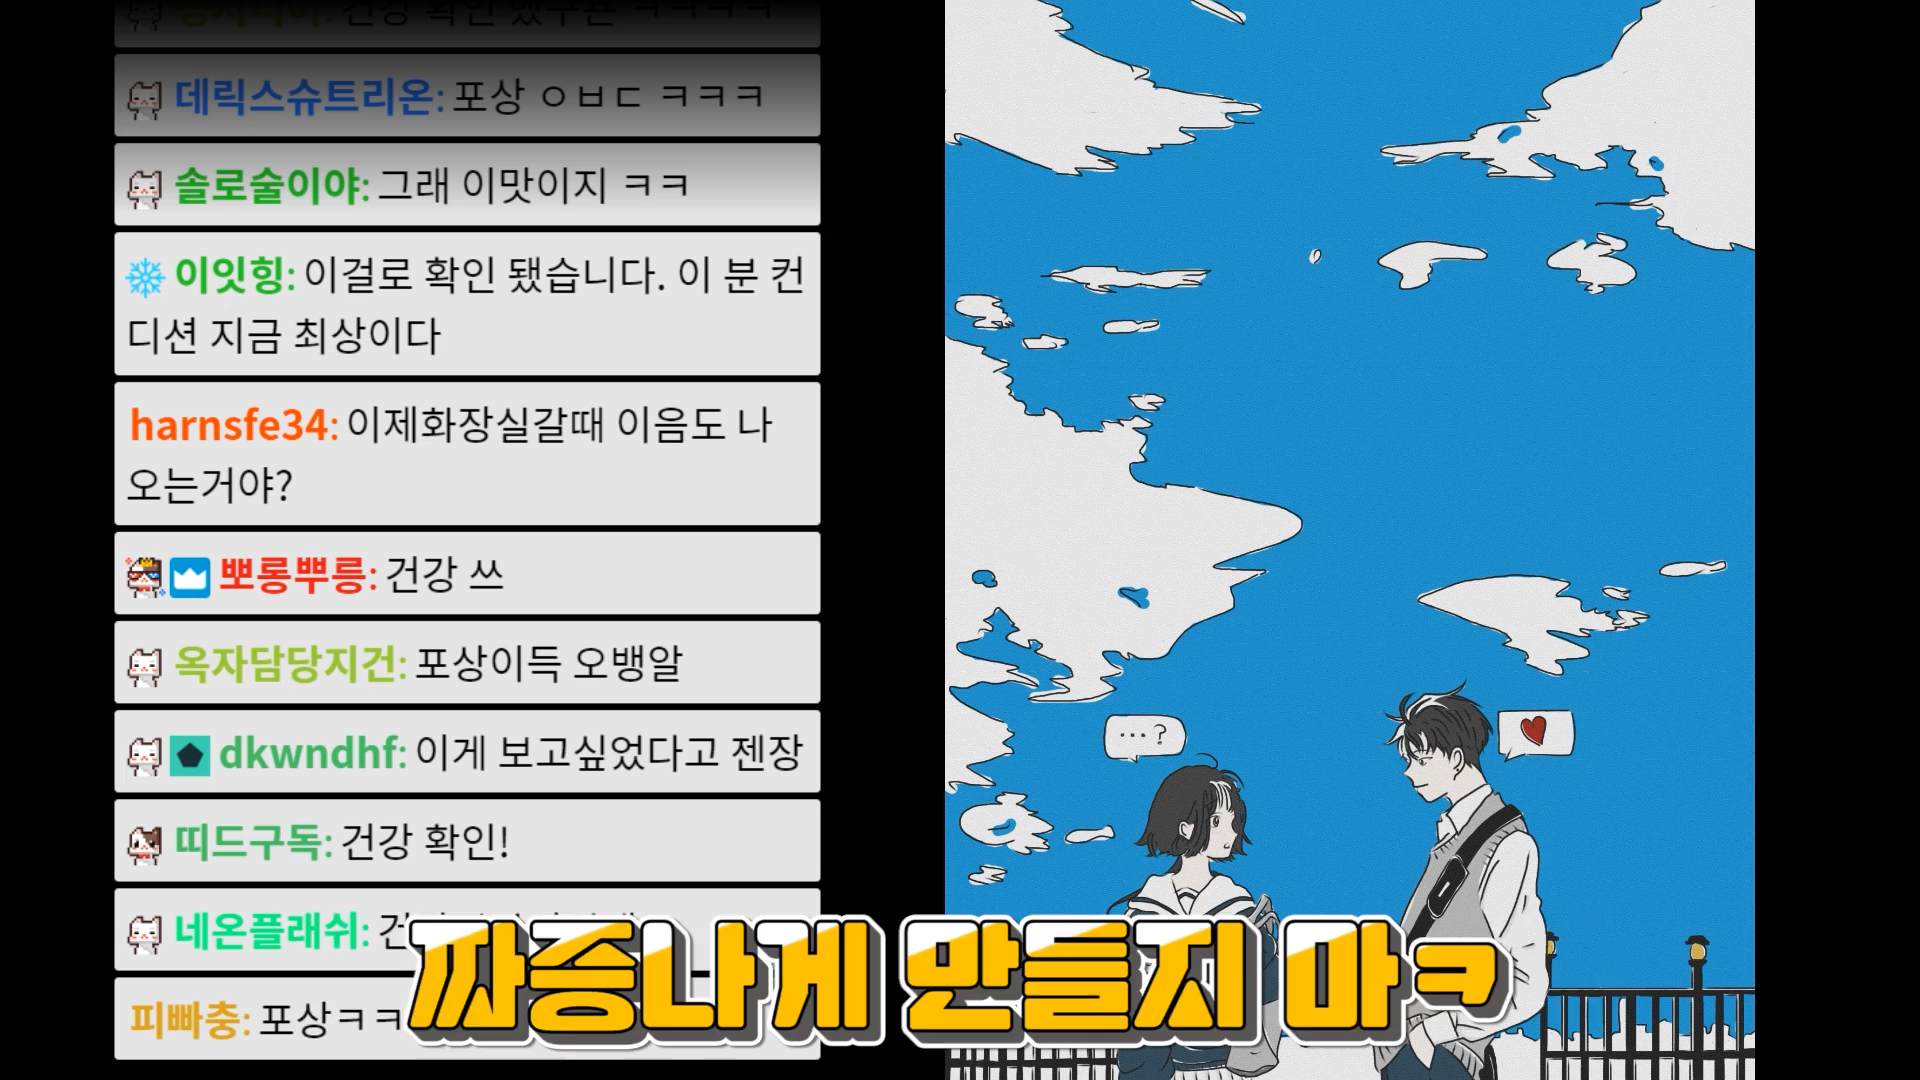 건강 확인
데릭스슈트리온: 포상 ㅇㅂㄷ ㅋㅋㅋ
솔로술이야: 그래 이맛이지 ㅋㅋ
이잇힝: 이걸로 확인 됐습니다. 이 분 컨
디션 지금 최상이다
harnsfe34: 이제화장실갈때 이음도 나
오는거야?
뽀롱뿌릉: 건강 쓰
옥자담당지건: 포상이득 오뱅알
dkwndhf: 이게 보고싶었다고 젠장
띠드구독: 건강 확인!
네온플래쉬:
피빠충: 포상ㅋㅋ
...?
짜증나게 만들지 마ㅋ